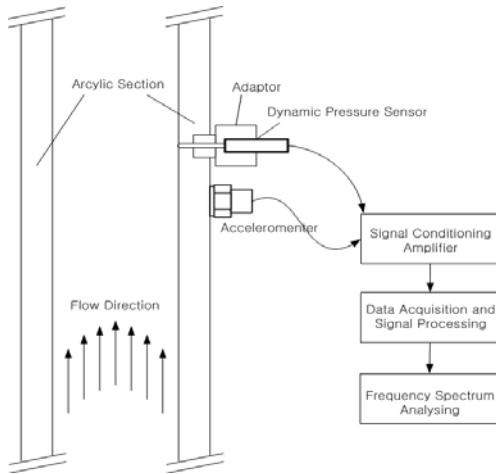 Arcylic Section
Adaptor
Dynamic Pressure Sensor
Acceleromenter
Signal Conditioning
Amplifier
Flow Direction
Data Acquisition and
Signal Processing
Frequency Spectrum
Analysing